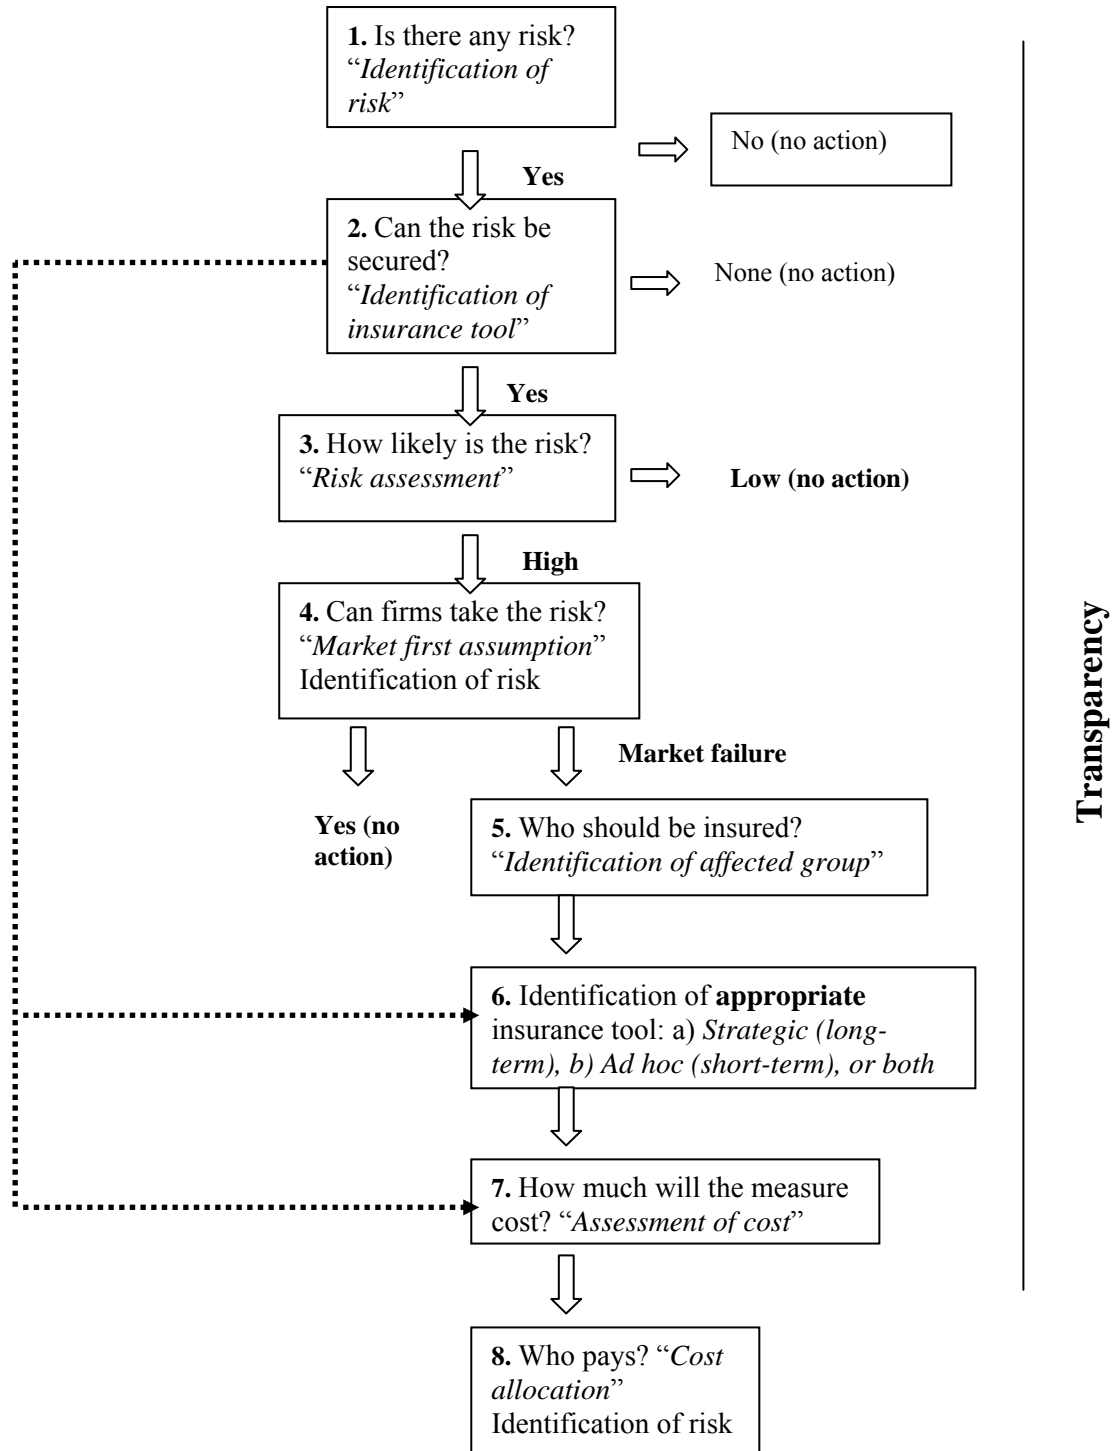 1. Is there any risk?
“Identification of
risk”
No (no action)
Yes
2. Can the risk be
secured?
“Identification of
insurance tool”
None (no action)
Yes
3. How likely is the risk?
“Risk assessment”
Low (no action)
High
4. Can firms take the risk?
“Market first assumption”
Identification of risk
Market failure
Yes (no
action)
5. Who should be insured?
“Identification of affected group”
6. Identification of appropriate
insurance tool: a) Strategic (long-
term), b) Ad hoc (short-term), or both
7. How much will the measure
cost? “Assessment of cost”
8. Who pays? “Cost
allocation”
Identification of risk
Transparency